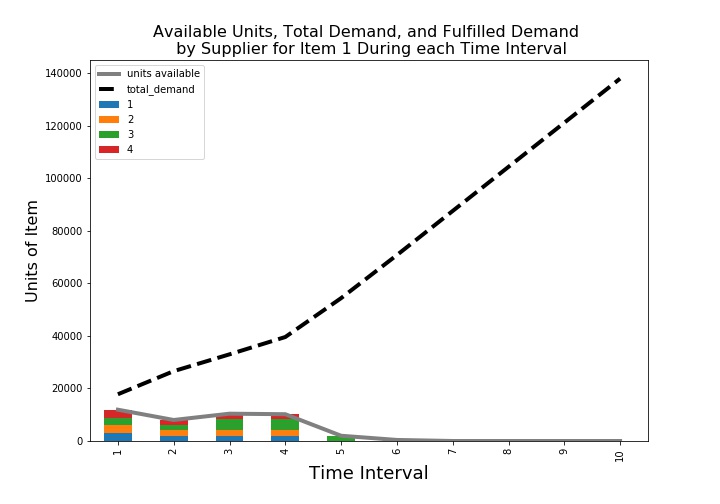 Available Units, Total Demand, and Fulfilled Demand
by Supplier for Item 1 During each Time Interval
units available
total_demand
1
2
3
4
140000
120000
100000
80000
60000
40000
20000
0
Units of Item
1 2 3 4 5 6 7 8 9 10
Time Interval